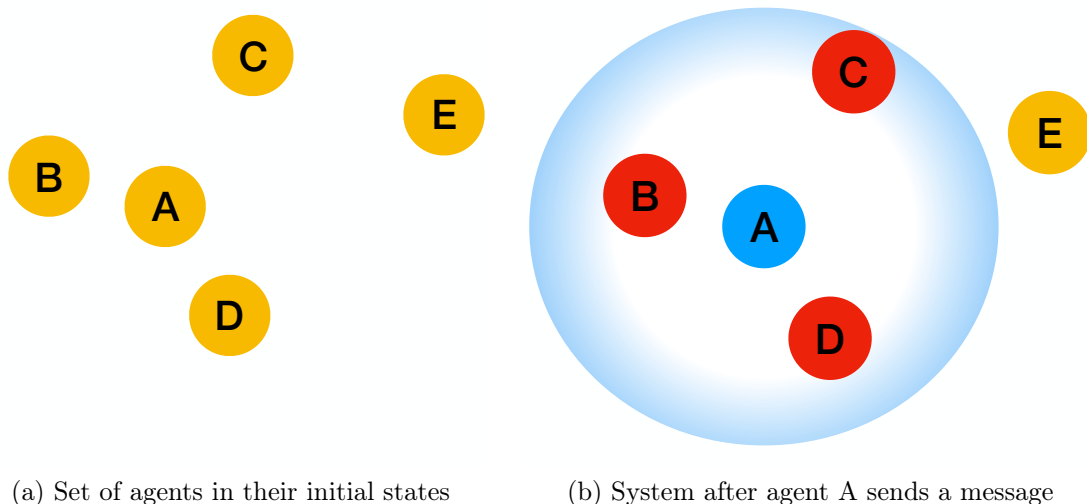 C
E
B
A
D
C
E
B
A
D
(a) Set of agents in their initial states
(b) System after agent A sends a message